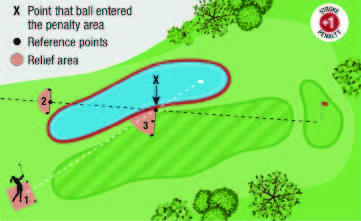 X Point that ball entered
the penalty area
● Reference points
Relief area
STROKE
+1
PENALTY
X
2
3
1